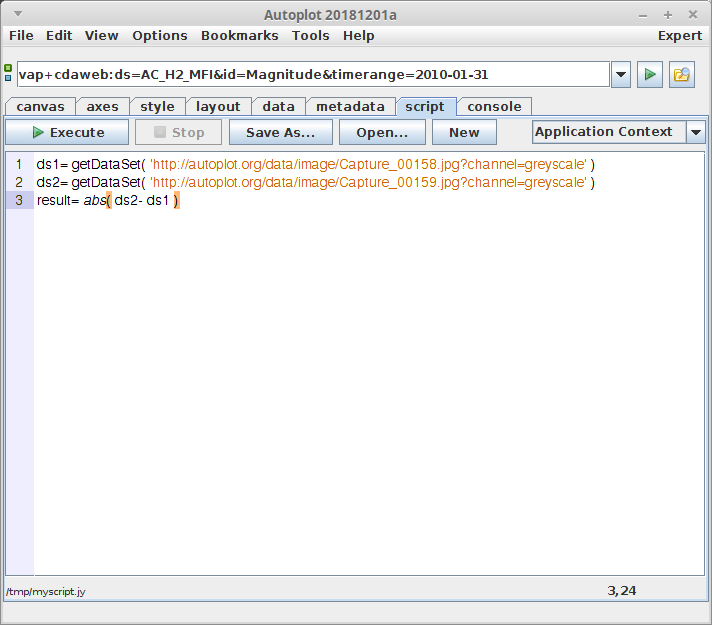 Autoplot 20181201a
File Edit View Options Bookmarks Tools Help Expert
vap+cdaweb:ds=AC_H2_MFI&id=Magnitude&timerange=2010-01-31
canvas axes style layout data metadata script console
Execute Stop Save As... Open... New Application Context
1 ds1= getDataSet( 'http://autoplot.org/data/image/Capture_00158.jpg?channel=greyscale' )
2 ds2= getDataSet( 'http://autoplot.org/data/image/Capture_00159.jpg?channel=greyscale' )
3 result= abs( ds2- ds1 )
/tmp/myscript.jy 3,24